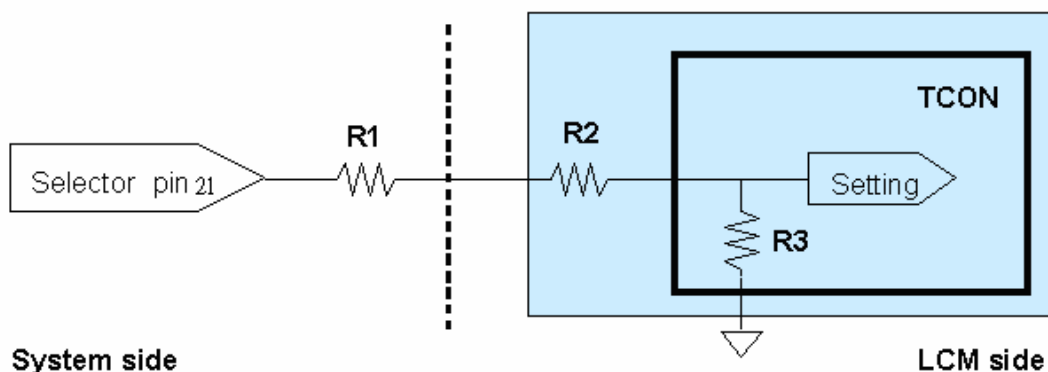 TCON
R1
R2
Selector pin 21
Setting
R3
System side
LCM side